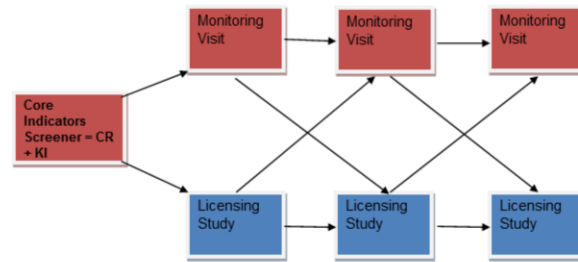 Monitoring
Visit
Monitoring
Visit
Monitoring
Visit
Core
Indicators
Screener = CR
+ KI
Licensing
Study
Licensing
Study
Licensing
Study